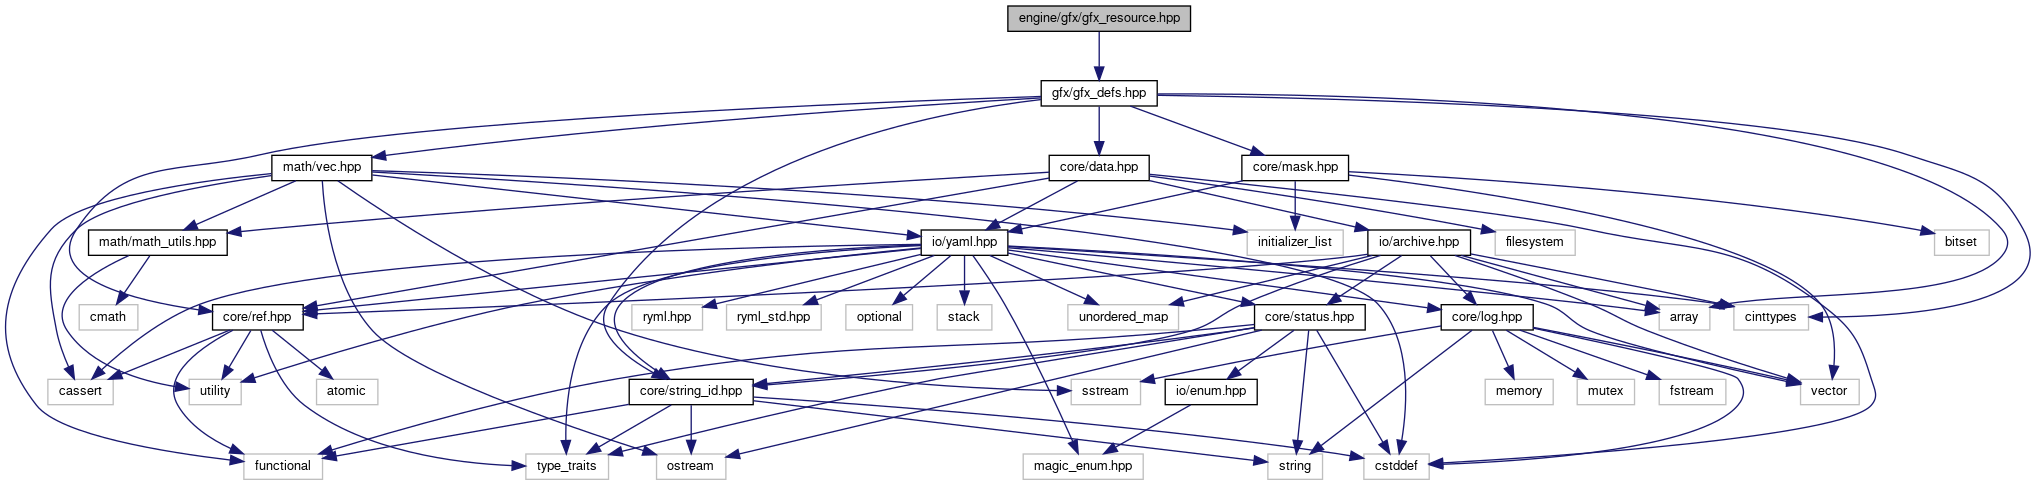 engine/gfx/gfx_resource.hpp
gfx/gfx_defs.hpp
math/vec.hpp
core/data.hpp
core/mask.hpp
math/math_utils.hpp
io/yaml.hpp
initializer_list
io/archive.hpp
filesystem
bitset
cmath
core/ref.hpp
ryml.hpp
ryml_std.hpp
optional
stack
unordered_map
core/status.hpp
core/log.hpp
array
cinttypes
cassert
utility
atomic
core/string_id.hpp
sstream
io/enum.hpp
memory
mutex
fstream
vector
functional
type_traits
ostream
magic_enum.hpp
string
cstddef